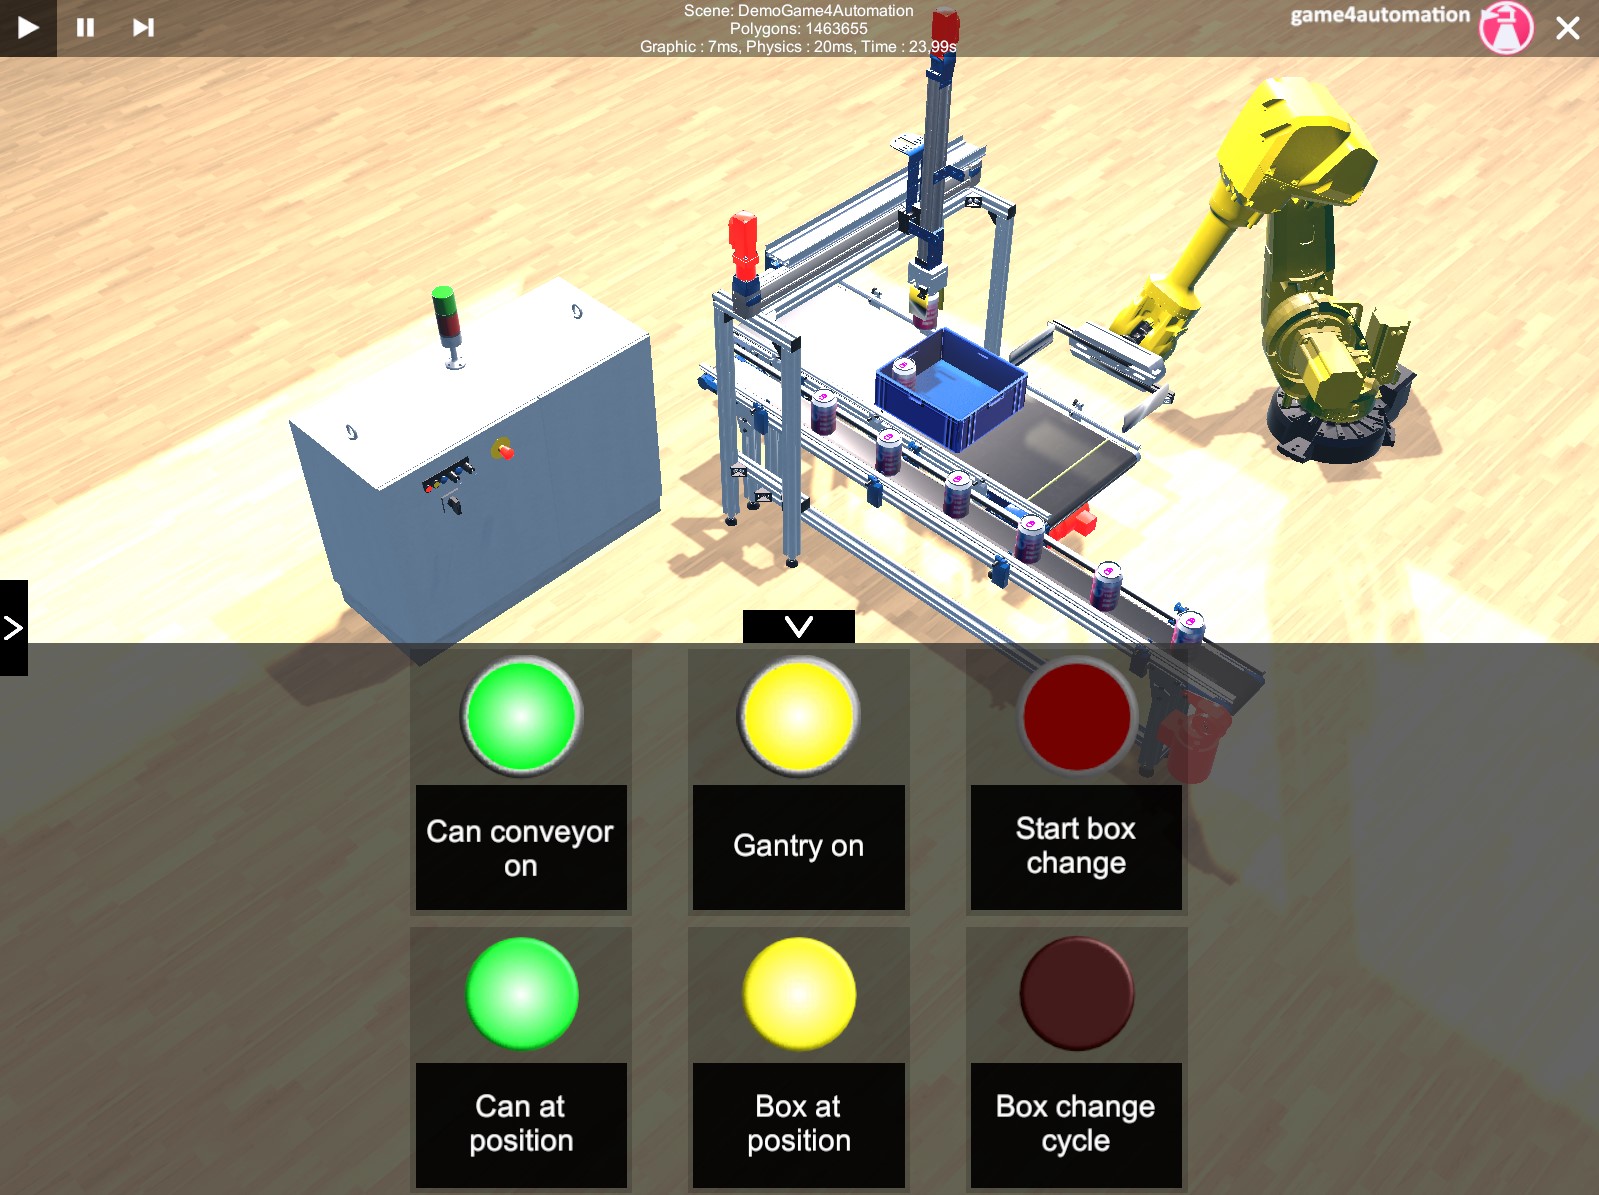 Scene: DemoGame4Automation
Polygons: 1463655
Graphic : 7ms, Physics : 20ms, Time : 23,99s
game4automation
Can conveyor
on
Gantry on
Start box
change
Can at
position
Box at
position
Box change
cycle